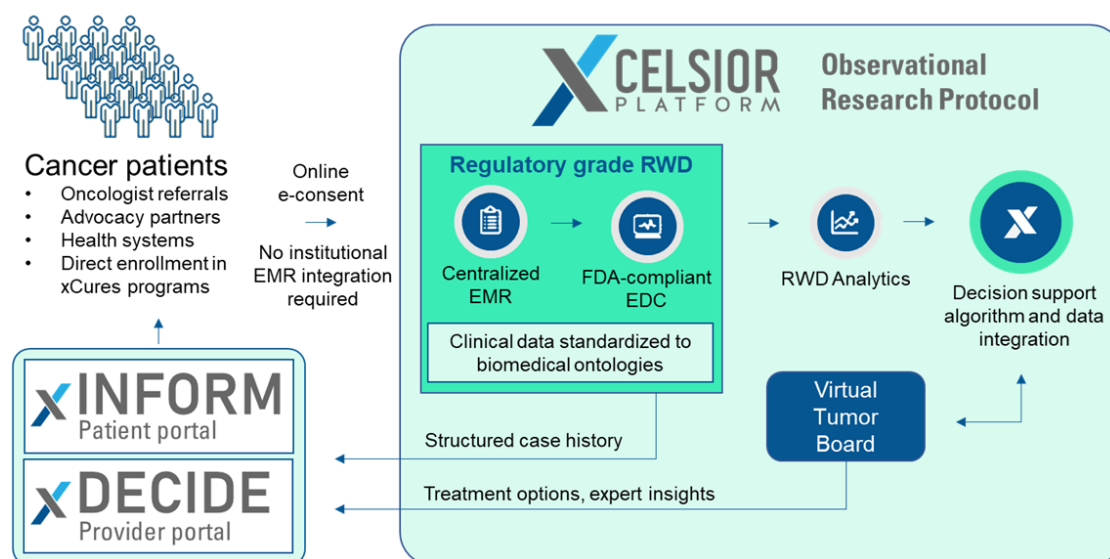 XCELSIOR
PLATFORM
Observational
Research Protocol
Cancer patients
• Oncologist referrals
• Advocacy partners
• Health systems
• Direct enrollment in
xCures programs
Online
e-consent
No institutional
EMR integration
required
Regulatory grade RWD
Centralized
EMR
FDA-compliant
EDC
Clinical data standardized to
biomedical ontologies
RWD Analytics
X
Decision support
algorithm and data
integration
Virtual
Tumor
Board
Structured case history
Treatment options, expert insights
xINFORM
Patient portal
xDECIDE
Provider portal